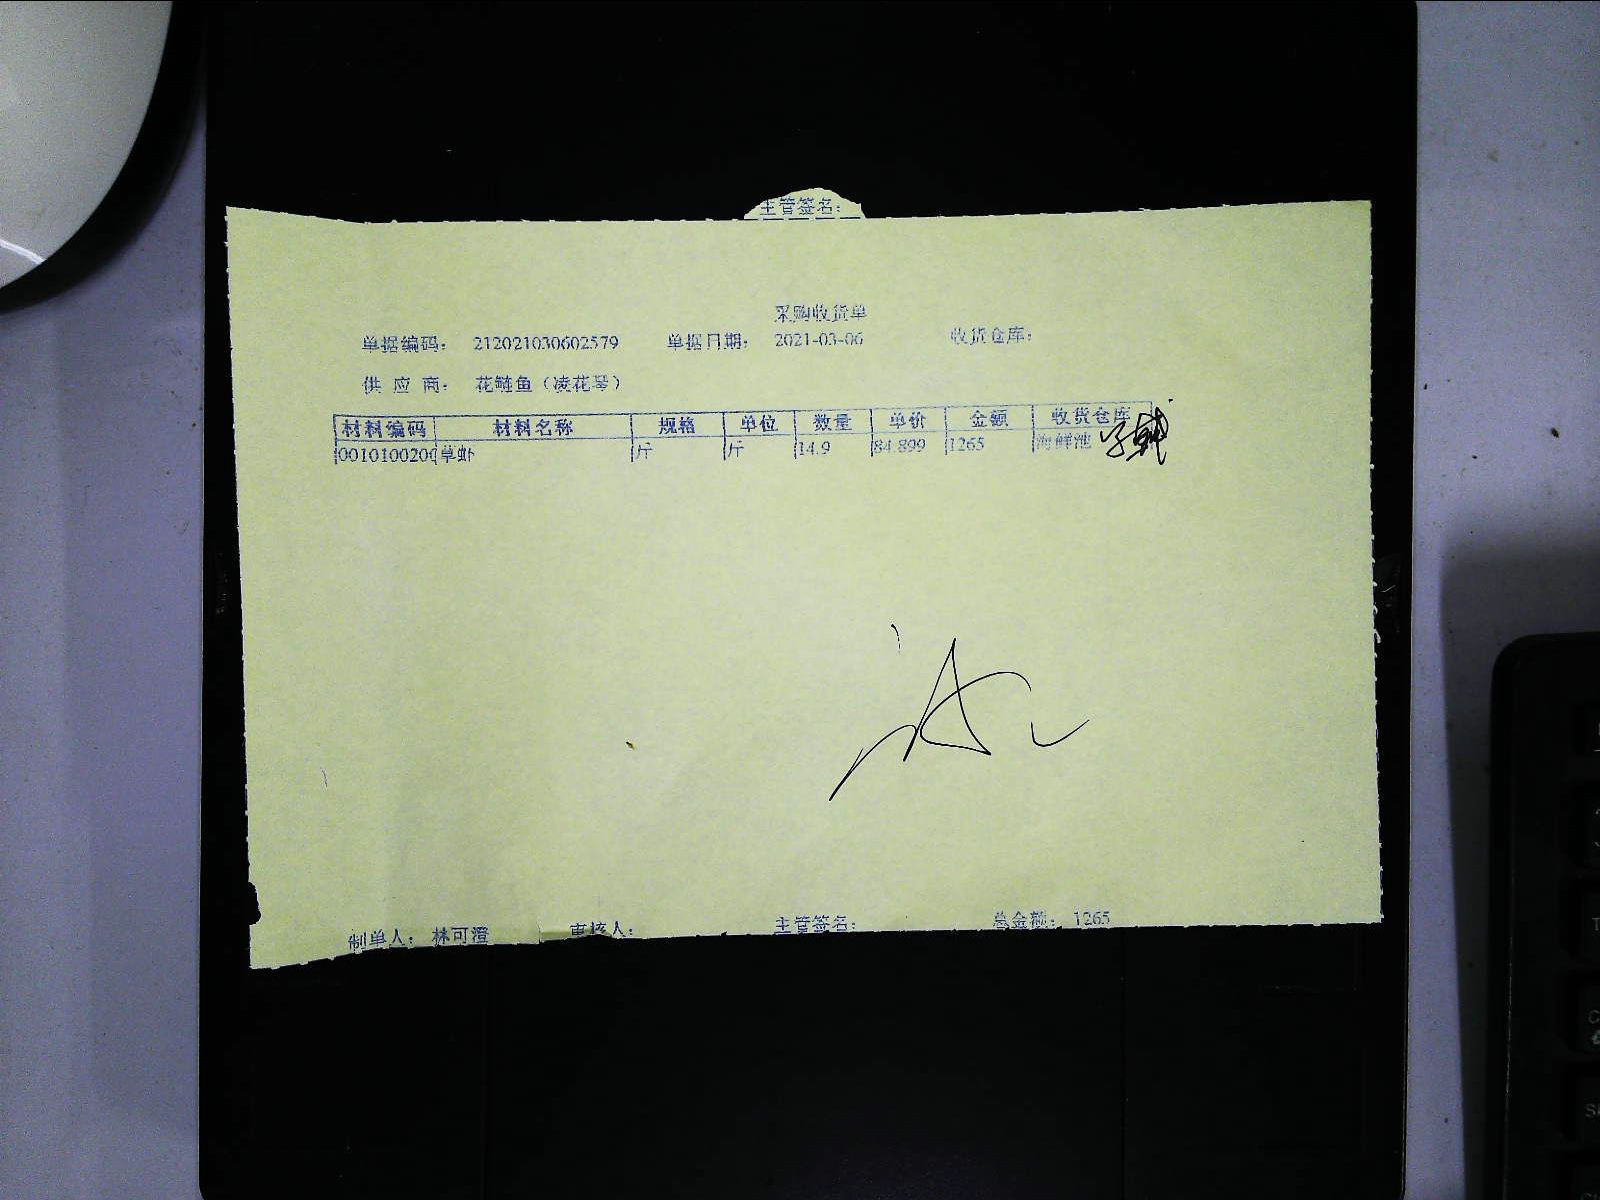 主管签名：
采购收货单
单据编码： 212021030602579 单据日期： 2021-03-06 收货仓库：
供 应 商： 花鲢鱼（凌花琴）
材料编码 材料名称 规格 单位 数量 单价 金额 收货仓库
0010100200 草虾 斤 斤 14.9 84.899 1265 海鲜池
制单人： 林可澄 审核人： 主管签名： 总金额： 1265